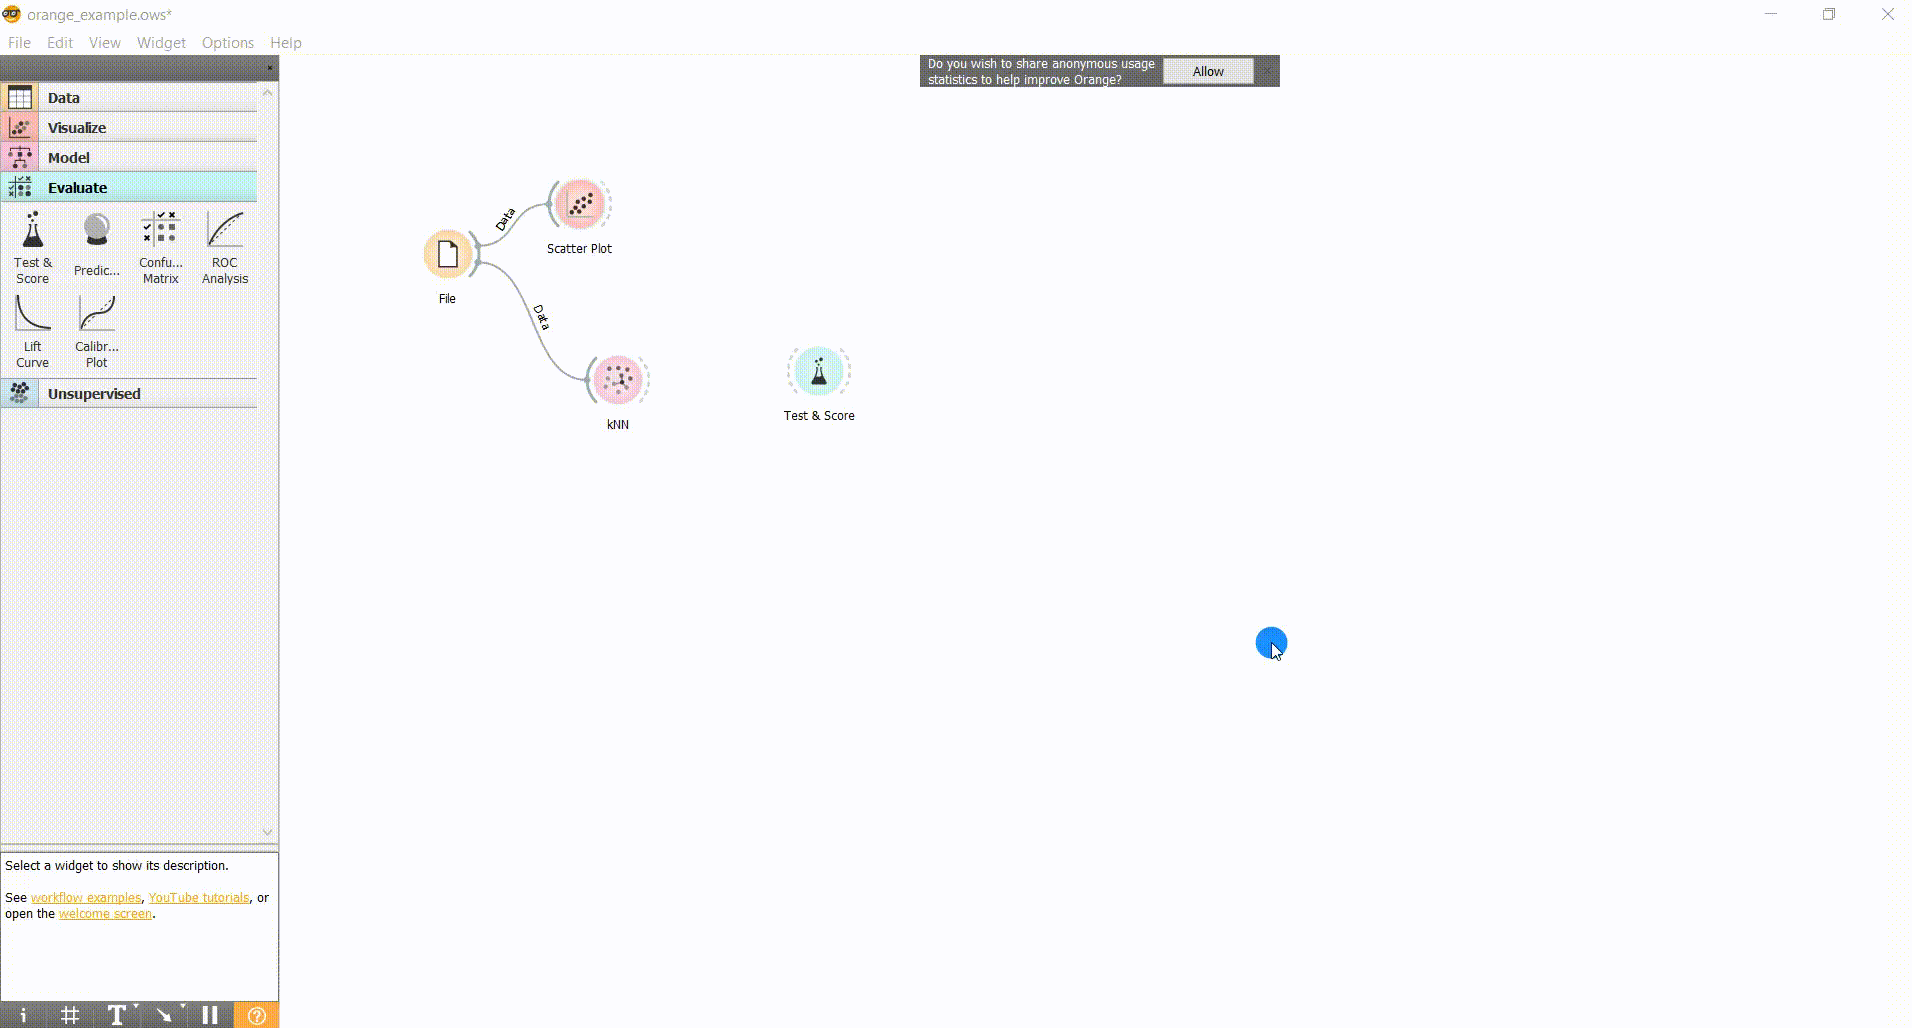 orange_example.ows*
File Edit View Widget Options Help
Do you wish to share anonymous usage
statistics to help improve Orange?
Allow
Data
Visualize
Model
Evaluate
Test &
Score
Predic...
Confu...
Matrix
ROC
Analysis
Lift
Curve
Calibr...
Plot
Unsupervised
Data
Scatter Plot
File
Data
kNN
Test & Score
Select a widget to show its description.
See workflow examples, YouTube tutorials, or
open the welcome screen.
i # T ?